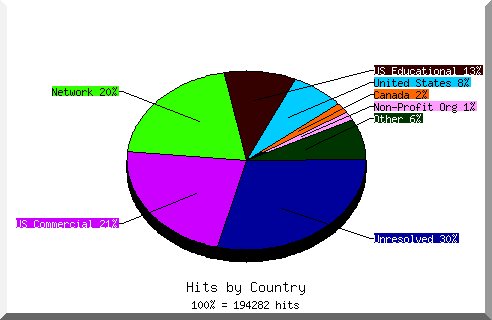 US Educational 13%
United States 8%
Network 20%
Canada 2%
Non-Profit Org 1%
Other 6%
US Commercial 21%
Unresolved 30%
Hits by Country
100% = 194282 hits